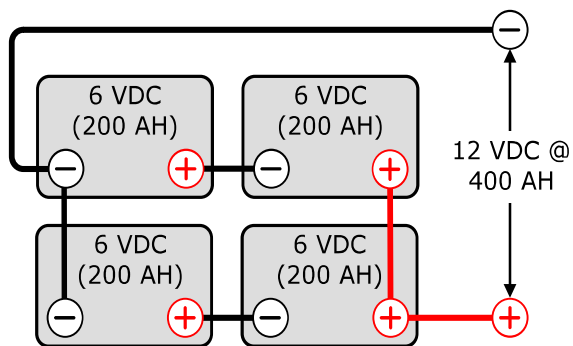 −
6 VDC
(200 AH)
6 VDC
(200 AH)
− + − +
12 VDC @
400 AH
6 VDC
(200 AH)
6 VDC
(200 AH)
− + − + +